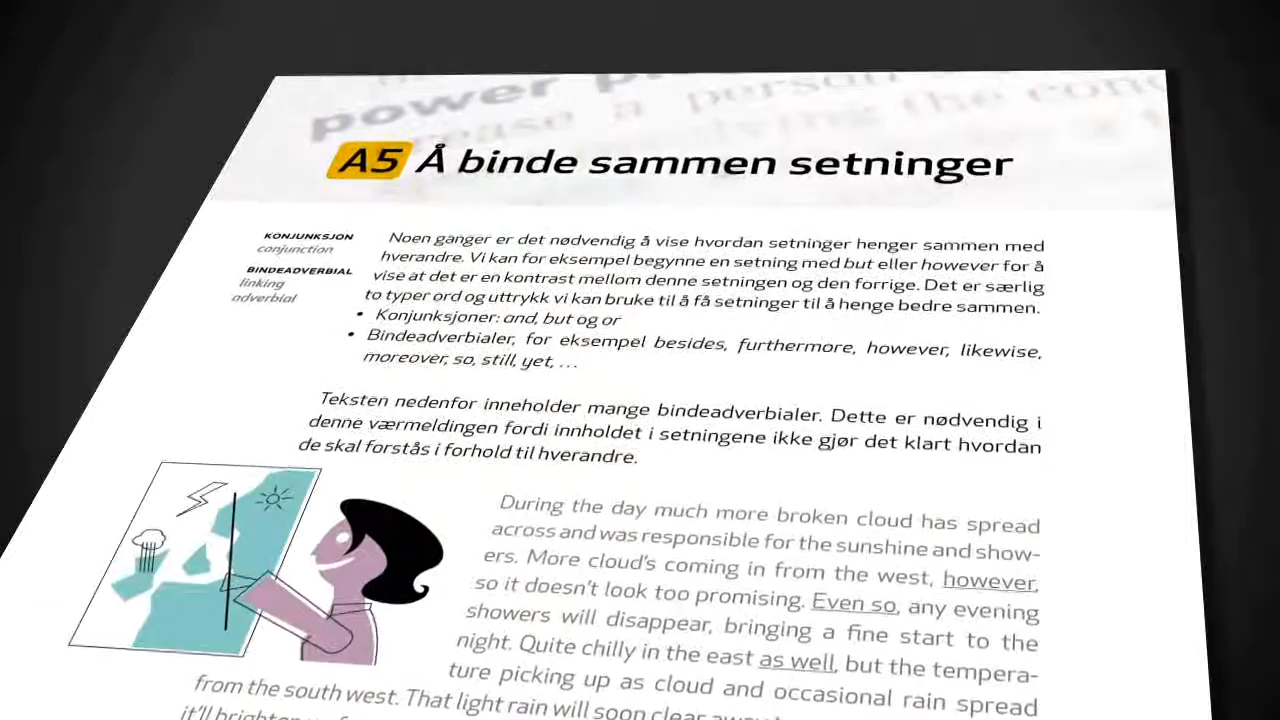 power
a person
the
A5 Å binde sammen setninger
KONJUNKSJON
conjunction
BINDEADVERBIAL
linking
adverbial
Noen ganger er det nødvendig å vise hvordan setninger henger sammen med
hverandre. Vi kan for eksempel begynne en setning med but eller however for å
vise at det er en kontrast mellom denne setningen og den forrige. Det er særlig
to typer ord og uttrykk vi kan bruke til å få setninger til å henge bedre sammen.
• Konjunksjoner: and, but og or
• Bindeadverbialer, for eksempel besides, furthermore, however, likewise,
moreover, so, still, yet, …
Teksten nedenfor inneholder mange bindeadverbialer. Dette er nødvendig i
denne værmeldingen fordi innholdet i setningene ikke gjør det klart hvordan
de skal forstås i forhold til hverandre.
During the day much more broken cloud has spread
across and was responsible for the sunshine and show-
ers. More cloud's coming in from the west, however,
so it doesn't look too promising. Even so, any evening
showers will disappear, bringing a fine start to the
night. Quite chilly in the east as well, but the tempera-
ture picking up as cloud and occasional rain spread
from the south west. That light rain will soon clear
it'll